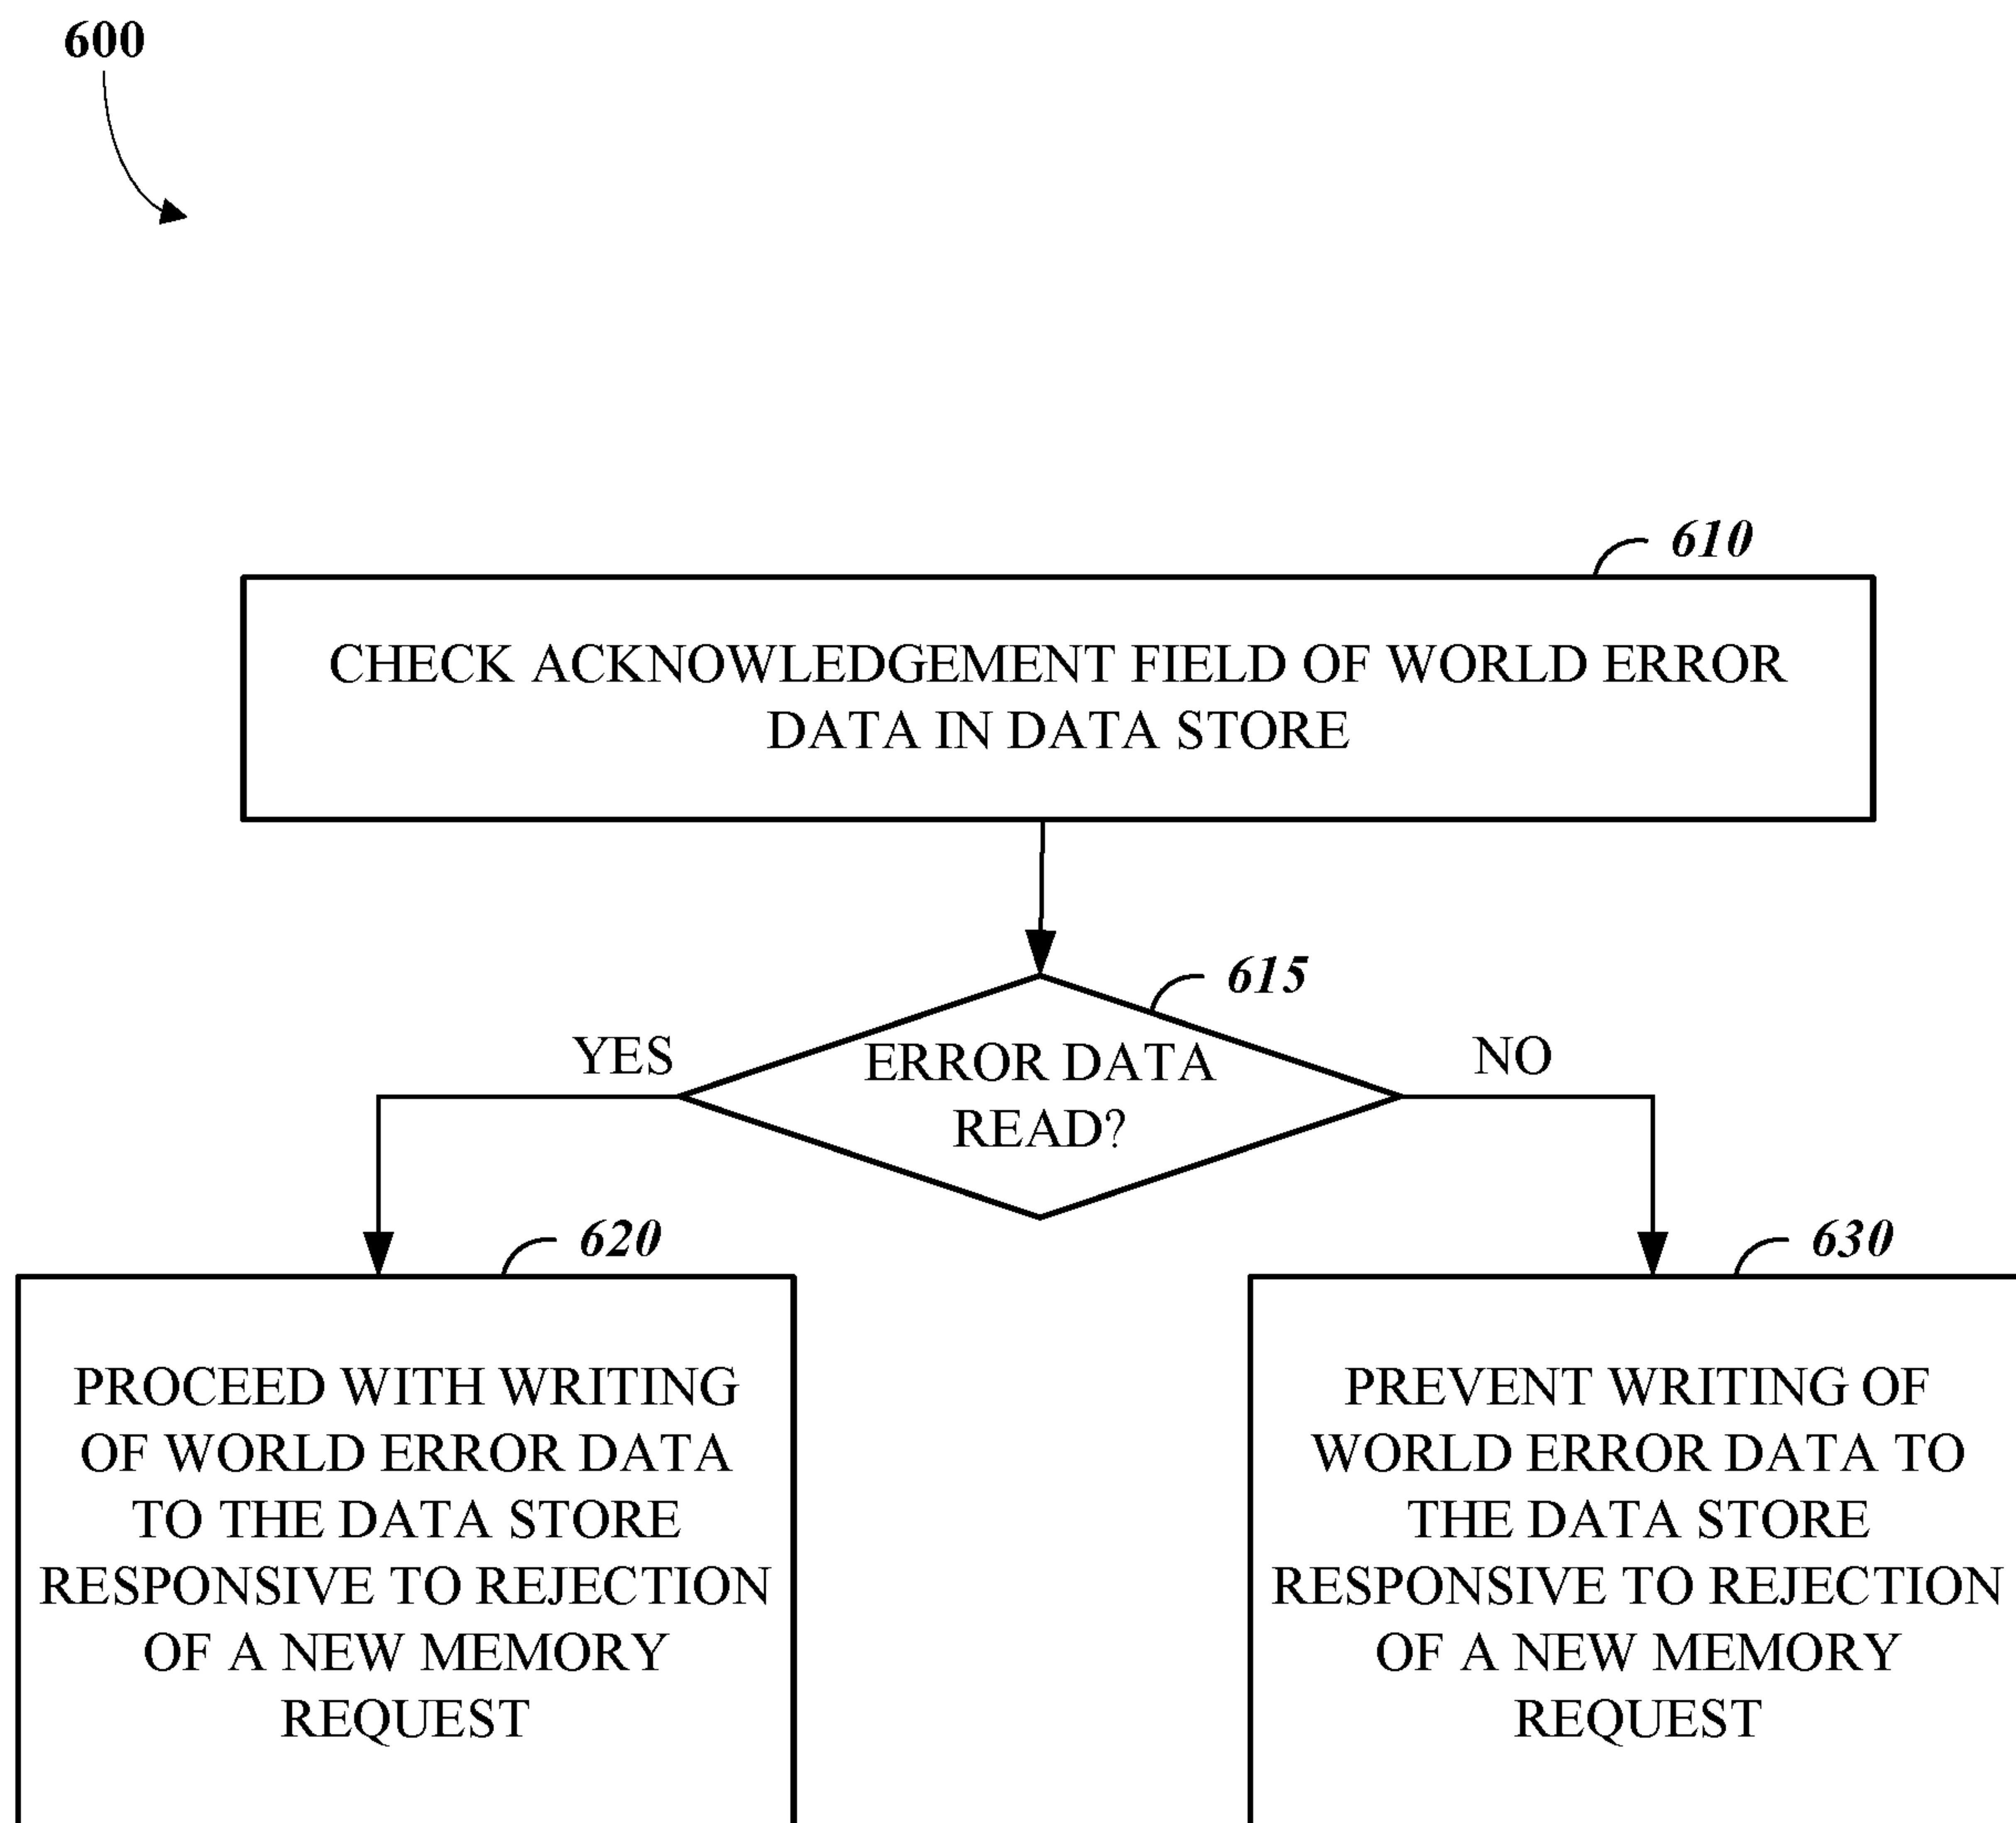 600
610
CHECK ACKNOWLEDGEMENT FIELD OF WORLD ERROR
DATA IN DATA STORE
615
YES
ERROR DATA
READ?
NO
620
PROCEED WITH WRITING
OF WORLD ERROR DATA
TO THE DATA STORE
RESPONSIVE TO REJECTION
OF A NEW MEMORY
REQUEST
630
PREVENT WRITING OF
WORLD ERROR DATA TO
THE DATA STORE
RESPONSIVE TO REJECTION
OF A NEW MEMORY
REQUEST